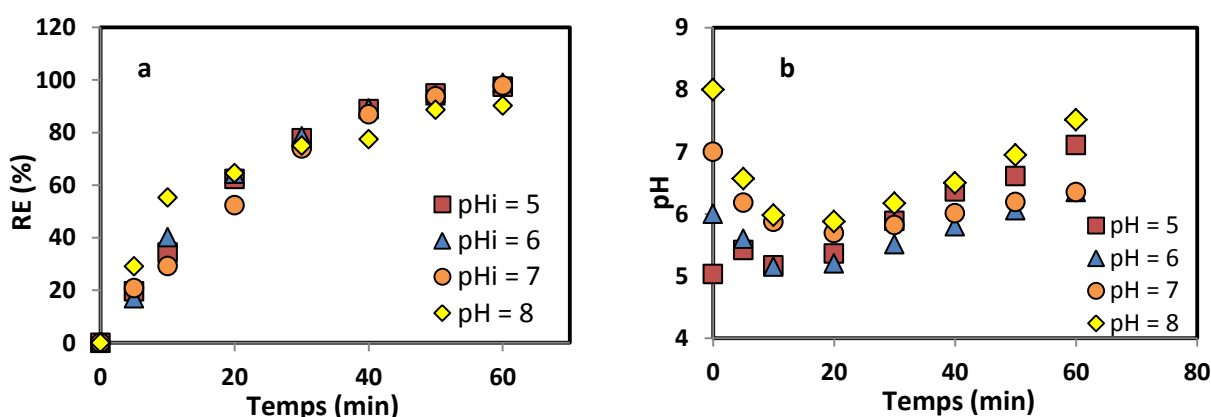 a
RE (%)
120
100
80
60
40
20
0
0 20 40 60
Temps (min)
pHi = 5
pHi = 6
pHi = 7
pH = 8
b
pH
9
8
7
6
5
4
0 20 40 60 80
Temps (min)
pH = 5
pH = 6
pH = 7
pH = 8